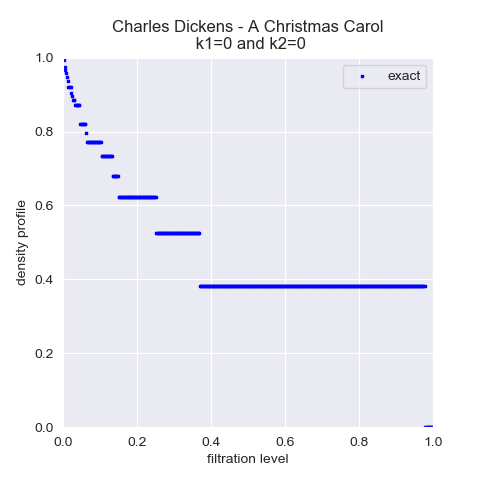 Charles Dickens - A Christmas Carol
k1=0 and k2=0
exact
density profile
1.0
0.8
0.6
0.4
0.2
0.0
0.0 0.2 0.4 0.6 0.8 1.0
filtration level